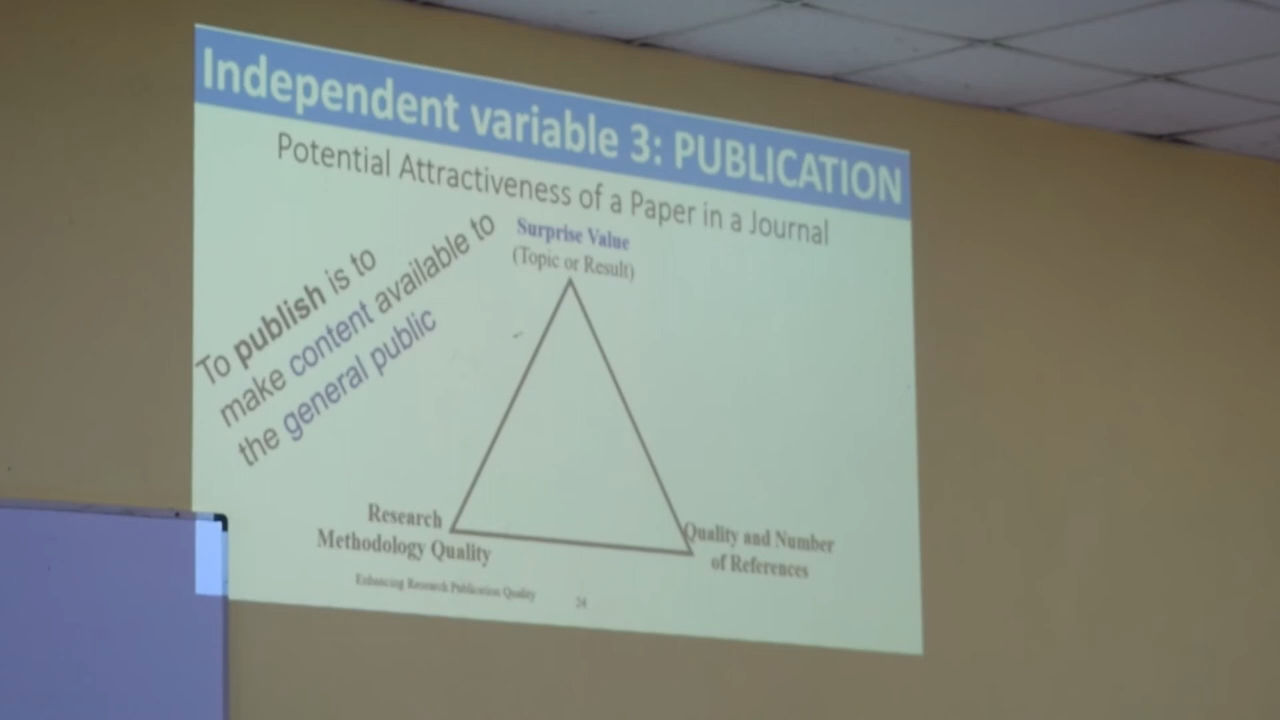 Independent variable 3: PUBLICATION
Potential Attractiveness of a Paper in a Journal
To publish is to
make content available to
the general public
Surprise Value
(Topic or Result)
Research
Methodology Quality
Quality and Number
of References
Enhancing Research Publication Quality
24